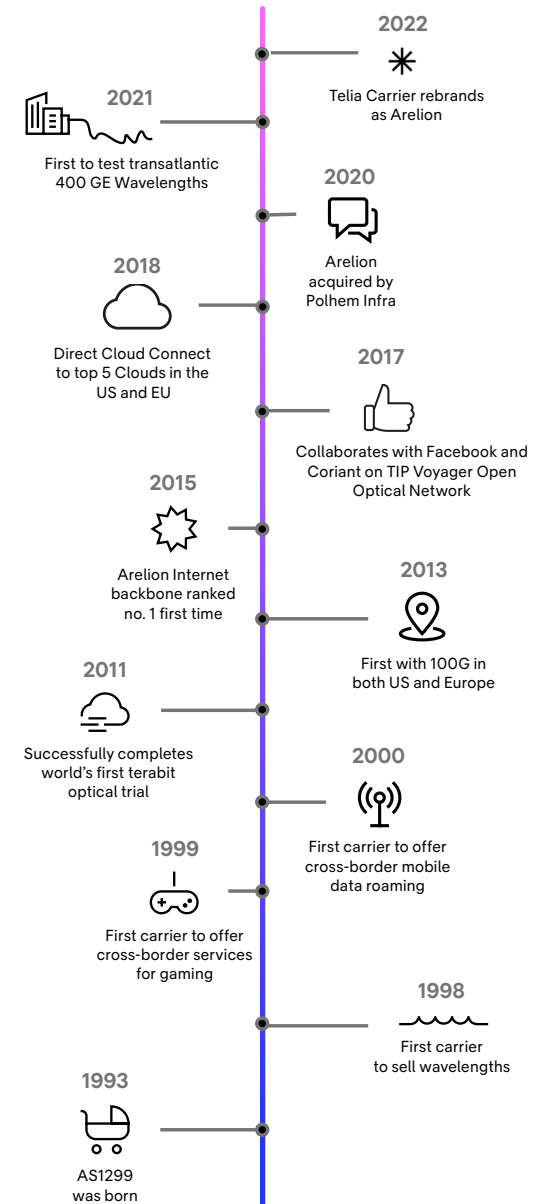 2022
Telia Carrier rebrands
as Arelion
2021
First to test transatlantic
400 GE Wavelengths
2020
Arelion
acquired by
Polhem Infra
2018
Direct Cloud Connect
to top 5 Clouds in the
US and EU
2017
Collaborates with Facebook and
Coriant on TIP Voyager Open
Optical Network
2015
Arelion Internet
backbone ranked
no. 1 first time
2013
First with 100G in
both US and Europe
2011
Successfully completes
world's first terabit
optical trial
2000
First carrier to offer
cross-border mobile
data roaming
1999
First carrier to offer
cross-border services
for gaming
1998
First carrier
to sell wavelengths
1993
AS1299
was born